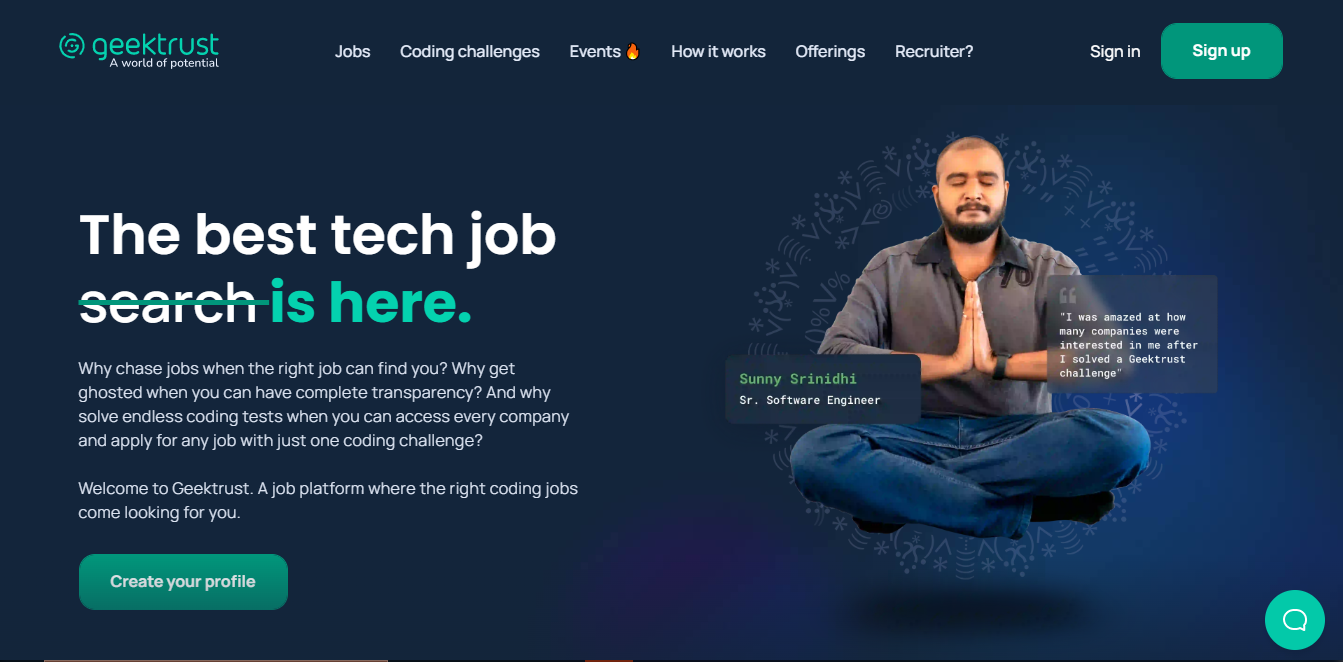 geektrust
A world of potential
Jobs
Coding challenges
Events 🔥
How it works
Offerings
Recruiter?
Sign in
Sign up
The best tech job
search is here.
Why chase jobs when the right job can find you? Why get
ghosted when you can have complete transparency? And why
solve endless coding tests when you can access every company
and apply for any job with just one coding challenge?
Welcome to Geektrust. A job platform where the right coding jobs
come looking for you.
Create your profile
Sunny Srinidhi
Sr. Software Engineer
"I was amazed at how
many companies were
interested in me after
I solved a Geektrust
challenge"